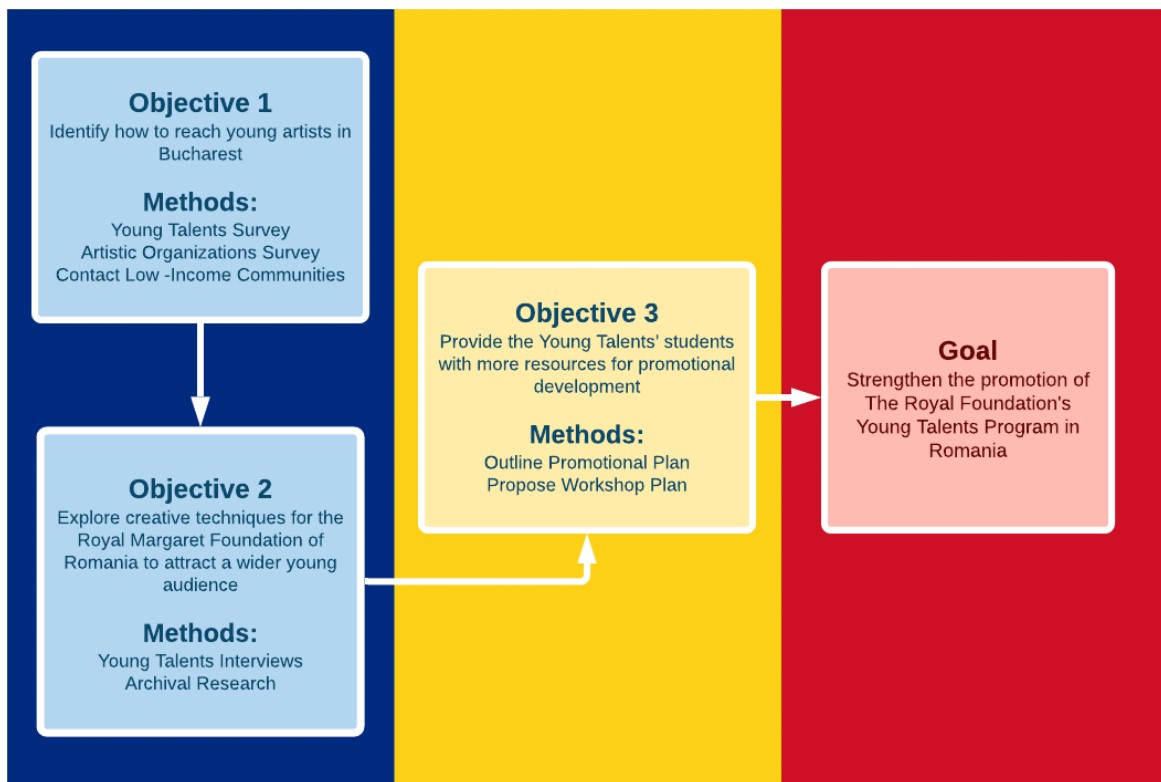 Objective 1
Identify how to reach young artists in
Bucharest
Methods:
Young Talents Survey
Artistic Organizations Survey
Contact Low -Income Communities
Objective 2
Explore creative techniques for the
Royal Margaret Foundation of
Romania to attract a wider young
audience
Methods:
Young Talents Interviews
Archival Research
Objective 3
Provide the Young Talents' students
with more resources for promotional
development
Methods:
Outline Promotional Plan
Propose Workshop Plan
Goal
Strengthen the promotion of
The Royal Foundation's
Young Talents Program in
Romania